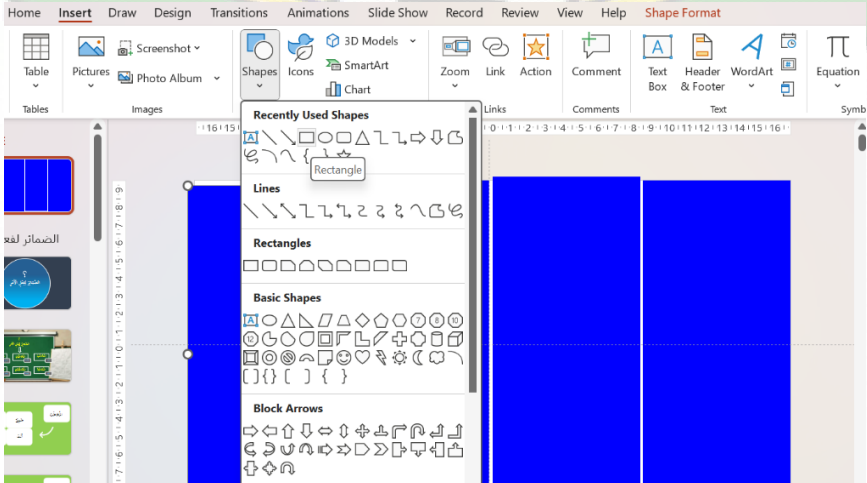 Home Insert Draw Design Transitions Animations Slide Show Record Review View Help Shape Format
Table
Pictures
Screenshot
Photo Album
Shapes
Icons
3D Models
SmartArt
Chart
Zoom
Link
Action
Comment
Text Box
Header & Footer
WordArt
Equation
Tables
Images
Links
Comments
Text
Symb
Recently Used Shapes
Rectangle
Lines
Rectangles
Basic Shapes
Block Arrows
الضمائر لفع